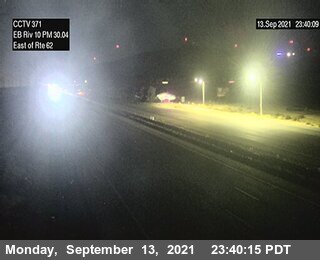 CCTV 371
EB Riv 10 PM 30.04
East of Rte 62
13.Sep 2021 23:40:09
Monday, September 13, 2021 23:40:15 PDT